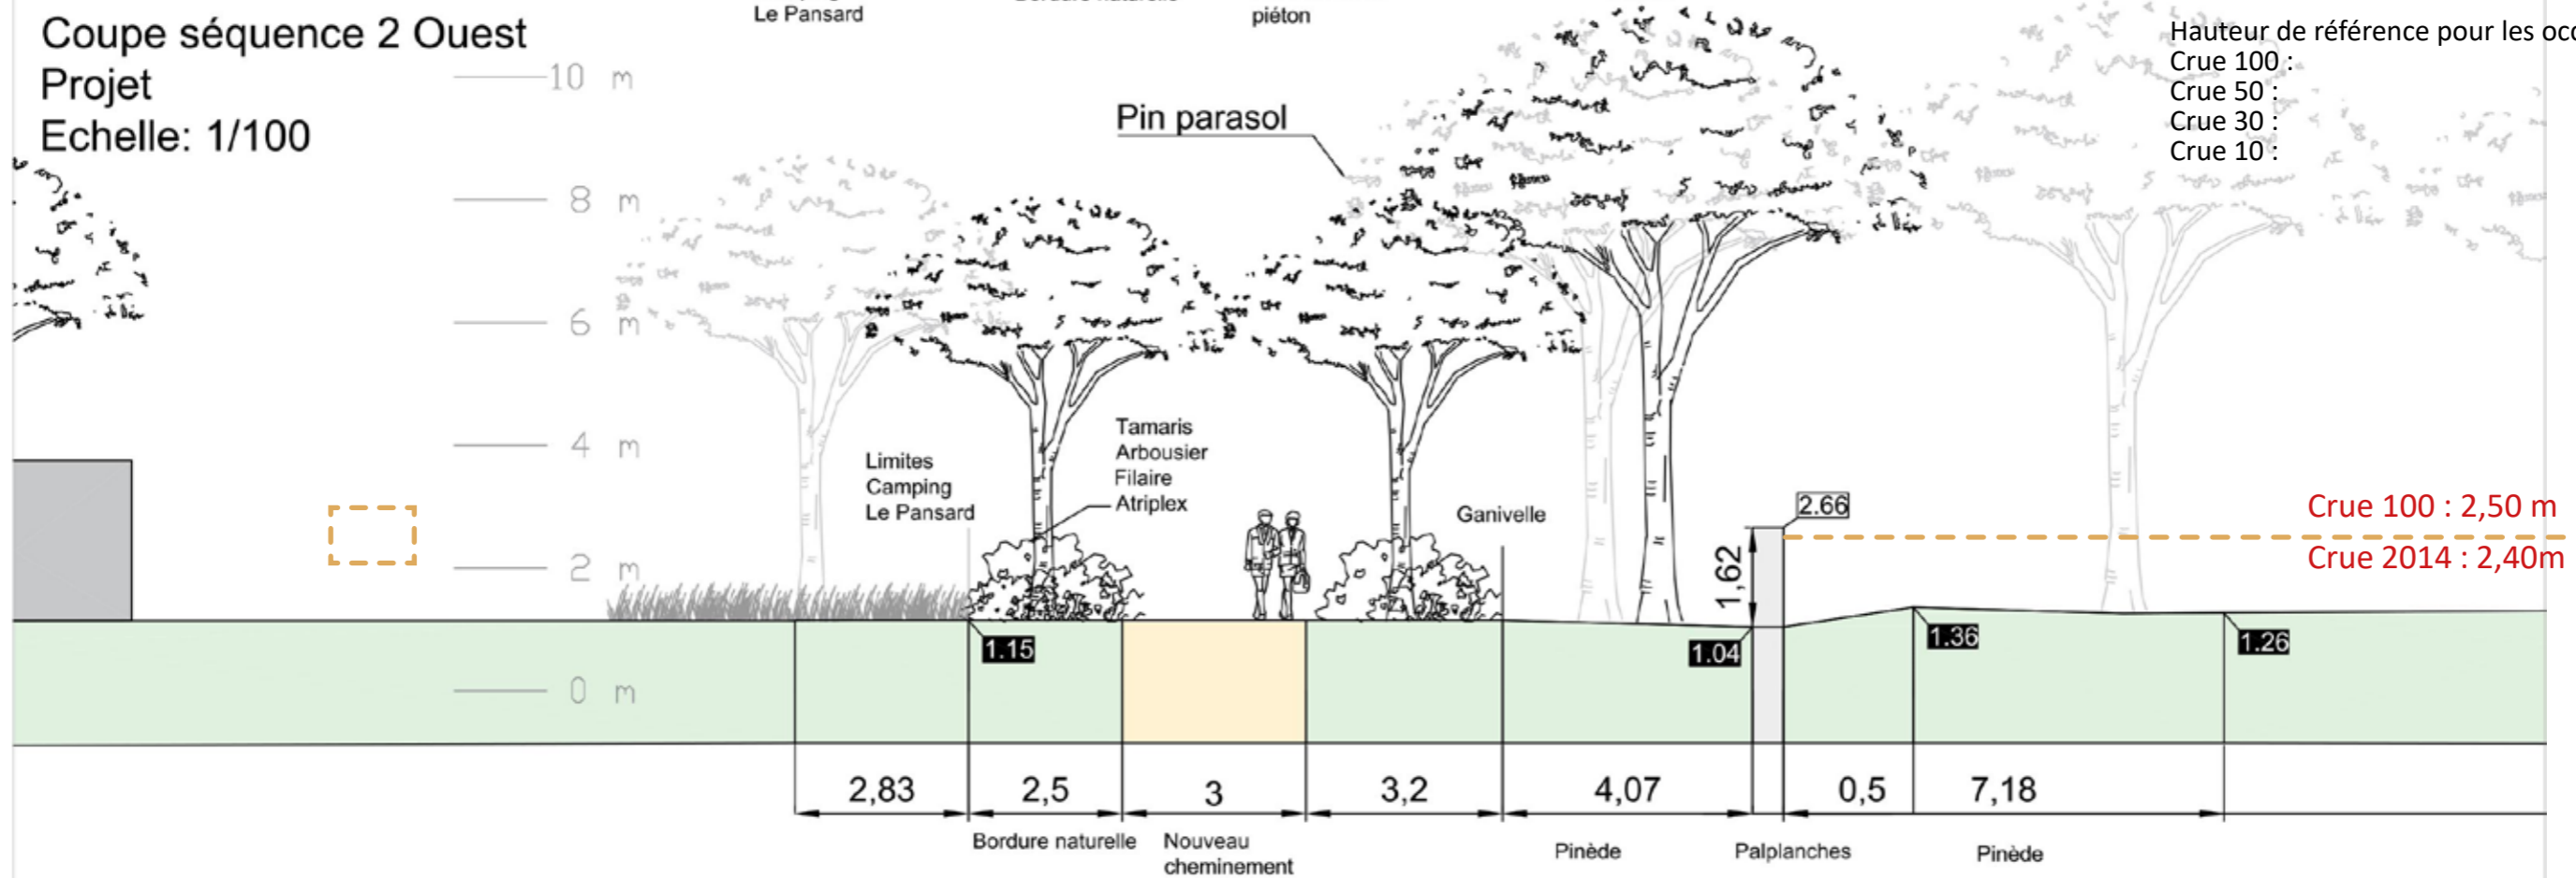 Le Pansard
piéton
Coupe séquence 2 Ouest
Projet
Echelle: 1/100
Hauteur de référence pour les
Crue 100 :
Crue 50 :
Crue 30 :
Crue 10 :
10 m
8 m
6 m
4 m
2 m
0 m
Pin parasol
Limites
Camping
Le Pansard
Tamaris
Arbousier
Filaire
Atriplex
Ganivelle
2.66
1,62
Crue 100 : 2,50 m
Crue 2014 : 2,40m
1.15
1.04
1.36
1.26
2,83
2,5
3
3,2
4,07
0,5
7,18
Bordure naturelle
Nouveau
cheminement
Pinède
Palplanches
Pinède